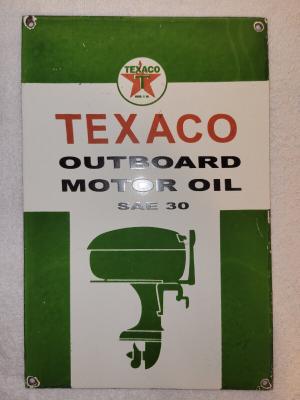 TEXACO
T
TEXACO
OUTBOARD
MOTOR OIL
SAE 30